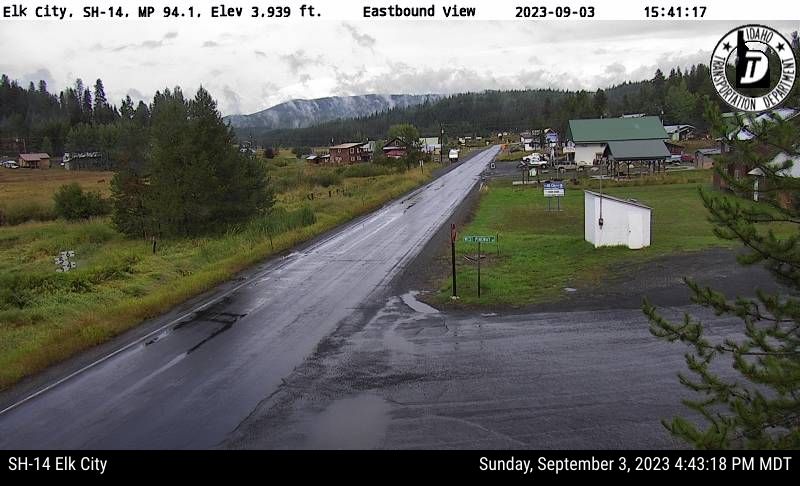 Elk City, SH-14, MP 94.1, Elev 3,939 ft. Eastbound View 2023-09-03 15:41:17
IDAHO
TRANSPORTATION DEPARTMENT
SH-14 Elk City
Sunday, September 3, 2023 4:43:18 PM MDT